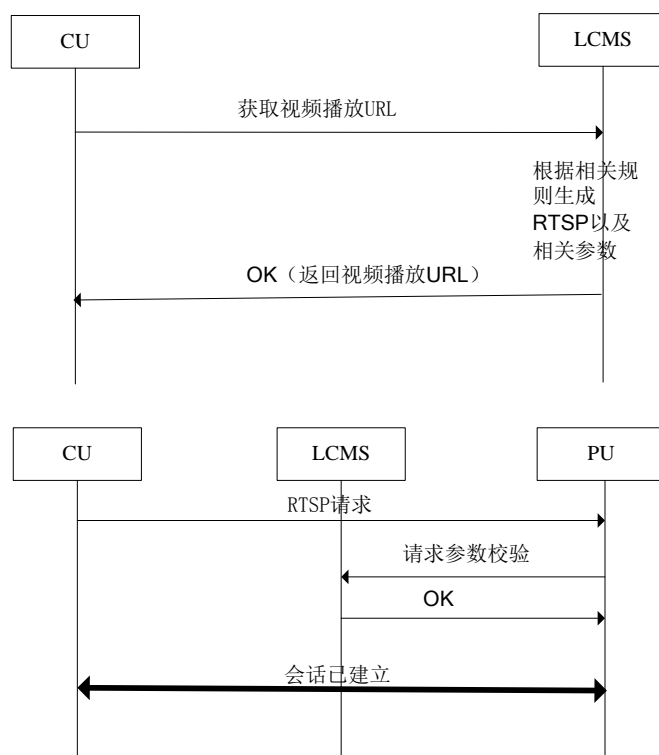 CU
LCMS
获取视频播放URL
根据相关规
则生成
RTSP以及
相关参数
OK（返回视频播放URL）
CU
LCMS
PU
RTSP请求
请求参数校验
OK
会话已建立